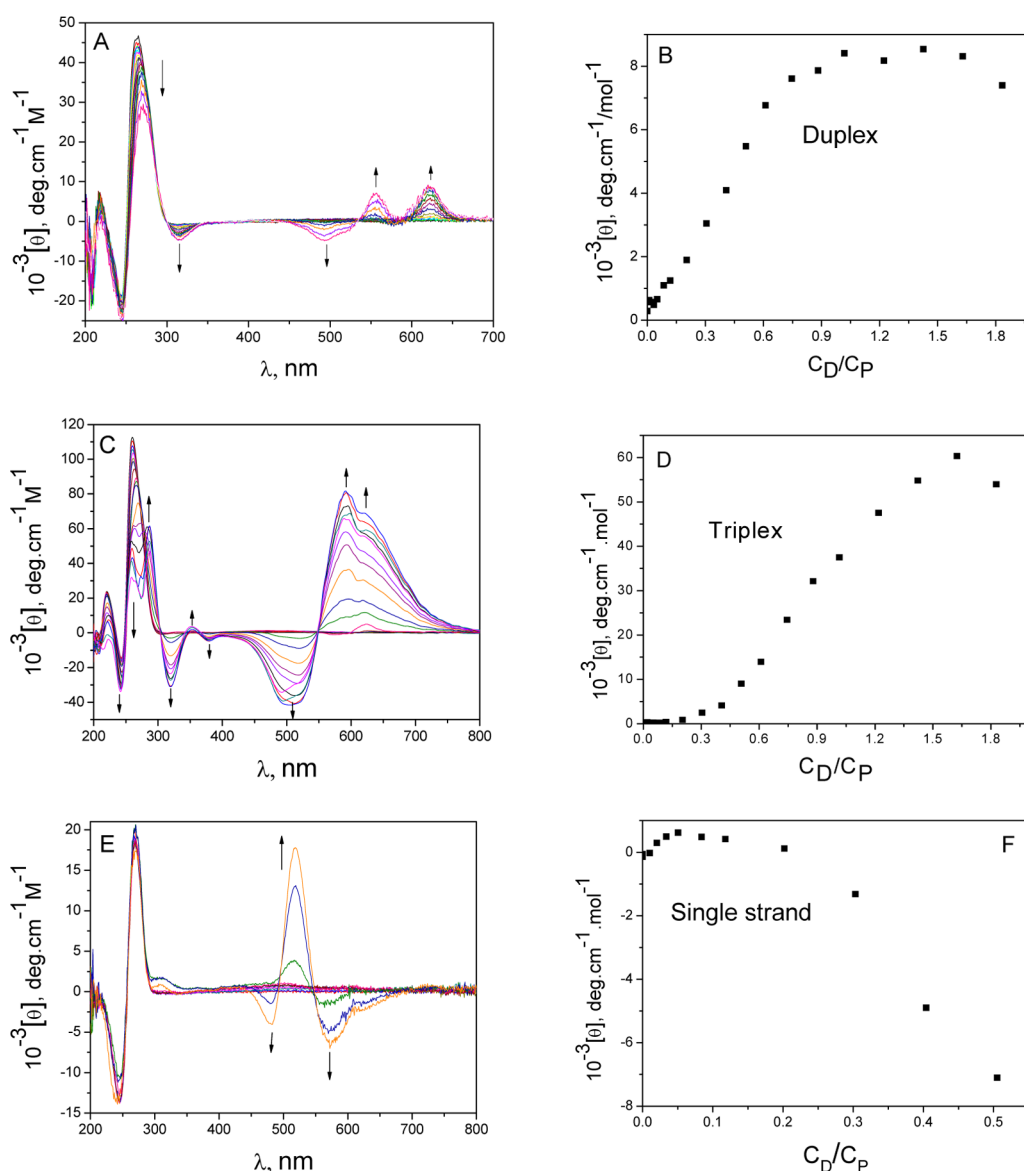 A
50
40
30
20
10
0
-10
-20
200 300 400 500 600 700
10⁻³[θ], deg.cm⁻¹M⁻¹
λ, nm
B
8
6
4
2
0
0.0 0.3 0.6 0.9 1.2 1.5 1.8
Duplex
10⁻³[θ], deg.cm⁻¹/mol⁻¹
C_D/C_P
C
120
100
80
60
40
20
0
-20
-40
200 300 400 500 600 700 800
10⁻³[θ], deg.cm⁻¹M⁻¹
λ, nm
D
60
50
40
30
20
10
0
0.0 0.3 0.6 0.9 1.2 1.5 1.8
Triplex
10⁻³[θ], deg.cm⁻¹.mol⁻¹
C_D/C_P
E
20
15
10
5
0
-5
-10
-15
200 300 400 500 600 700 800
10⁻³[θ], deg.cm⁻¹M⁻¹
λ, nm
F
0
-2
-4
-6
-8
0.0 0.1 0.2 0.3 0.4 0.5
Single strand
10⁻³[θ], deg.cm⁻¹.mol⁻¹
C_D/C_P